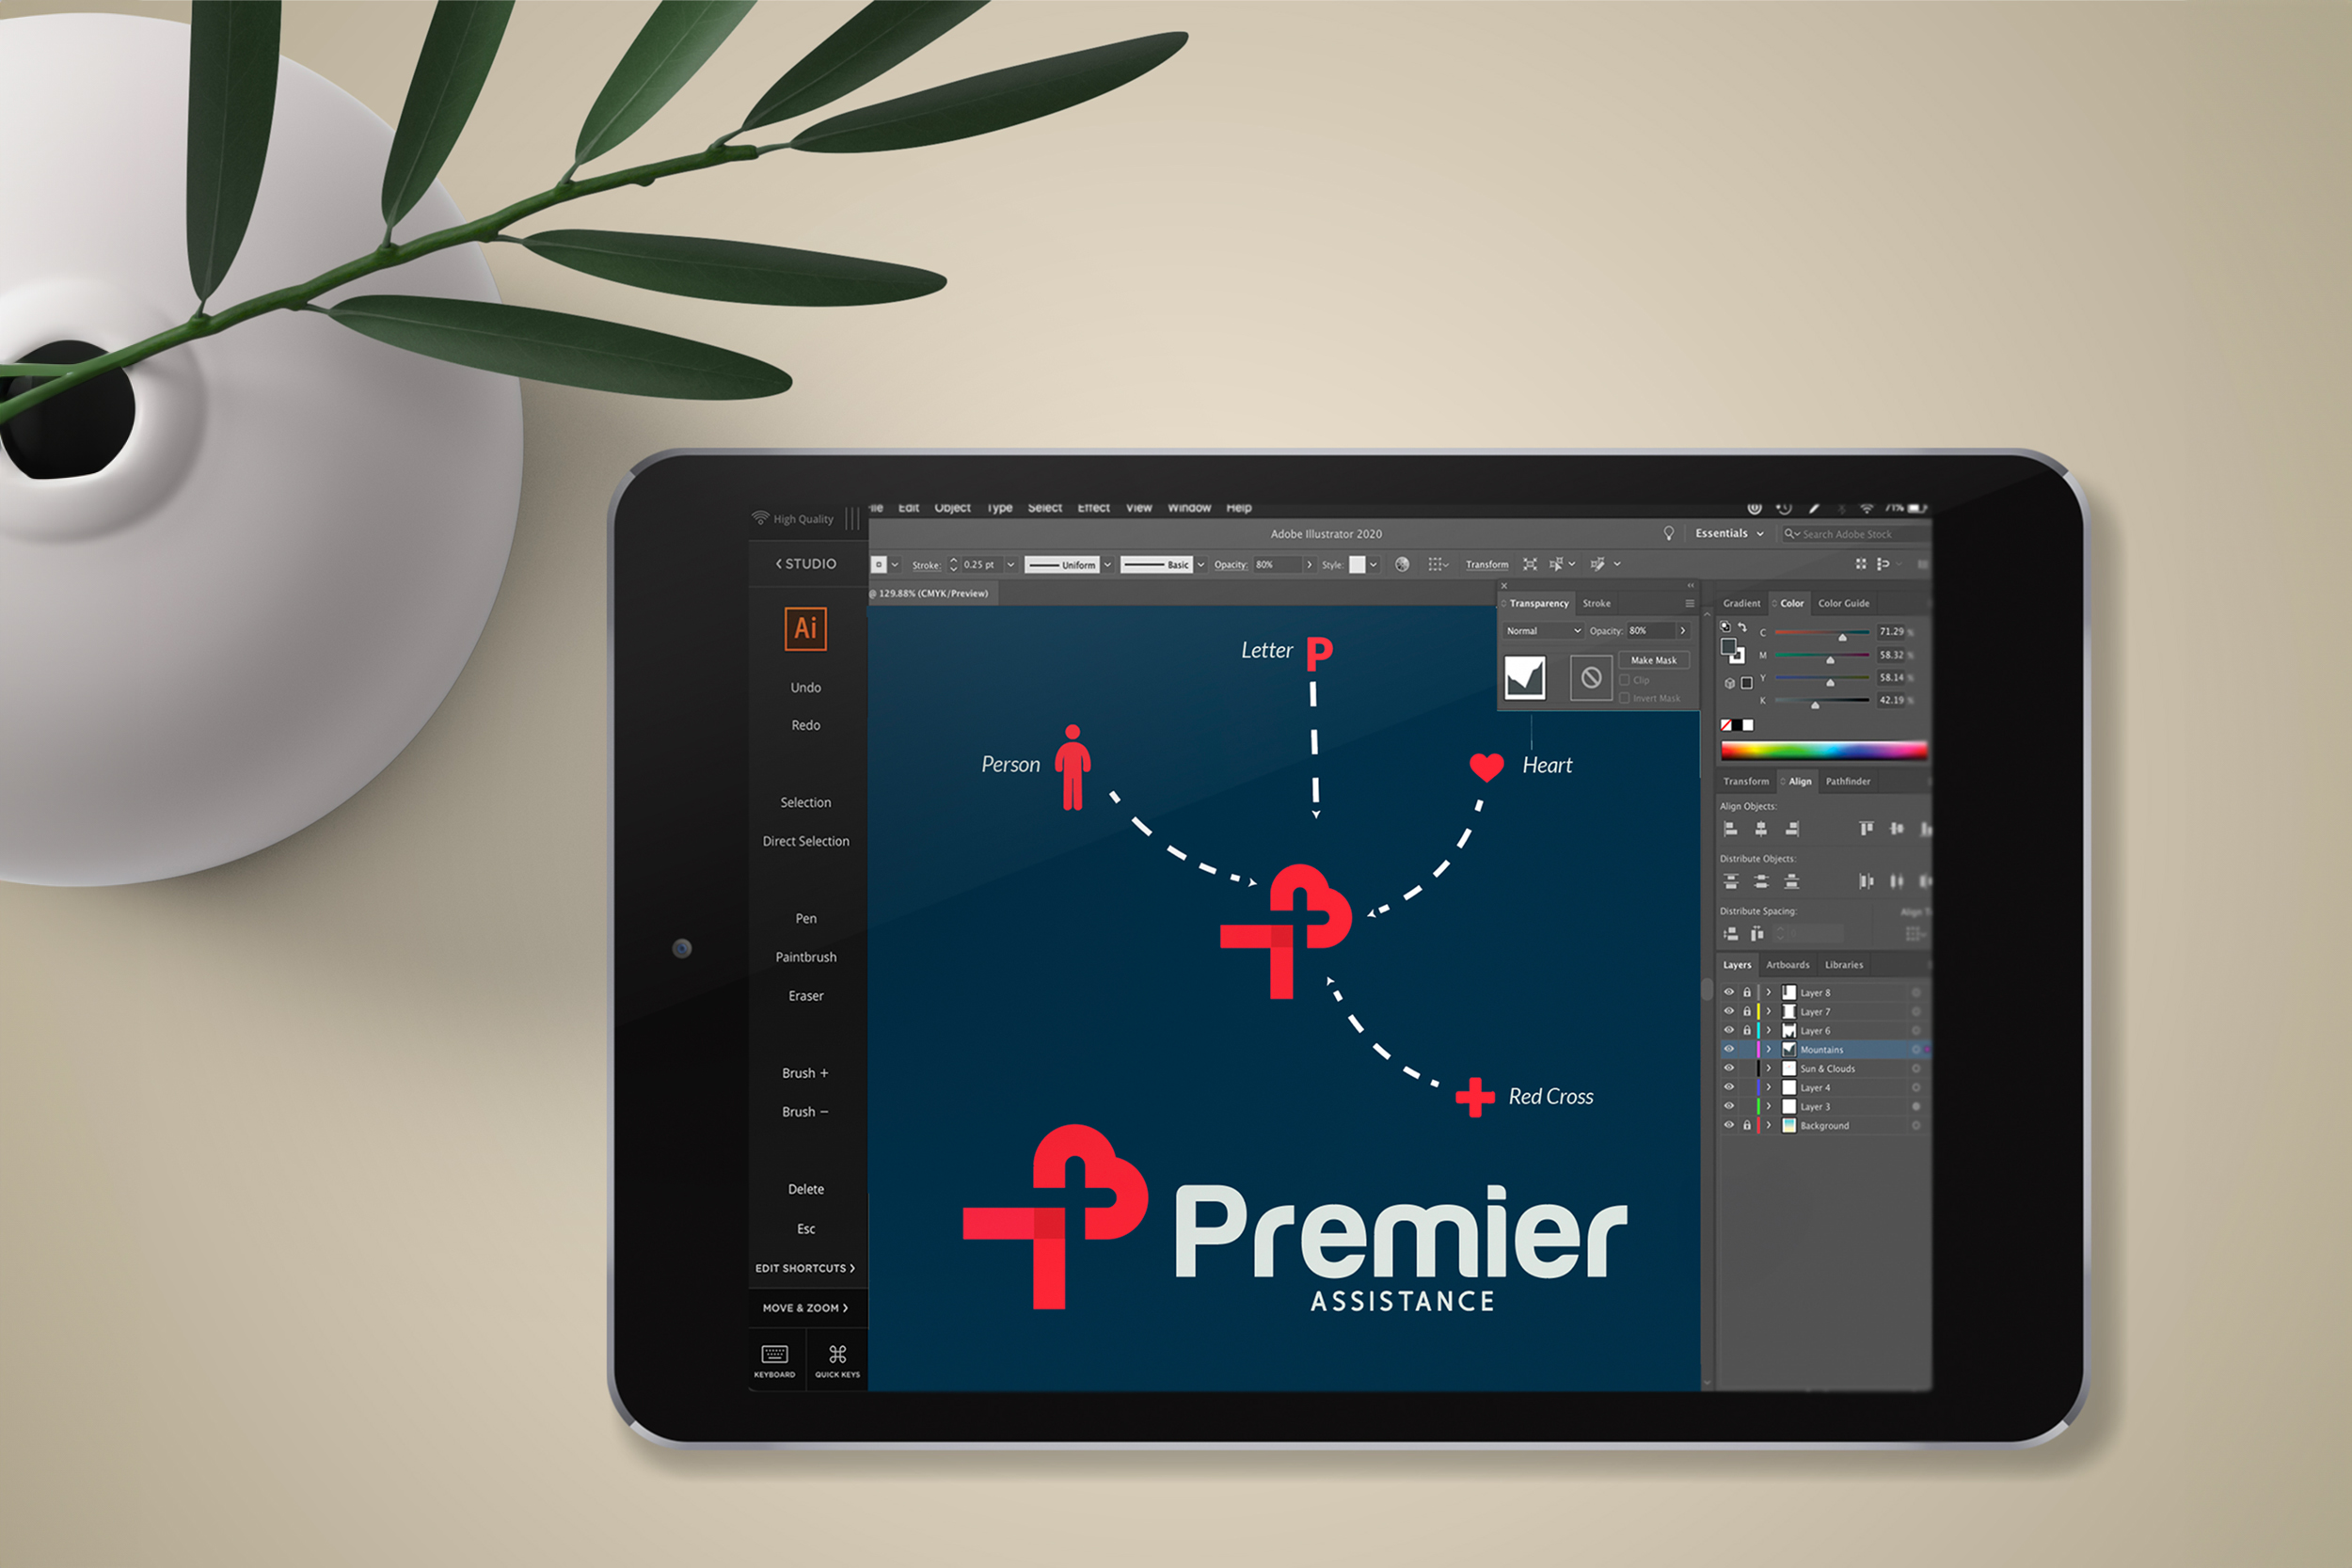 High Quality
Edit Object Type Select Effect View Window Help
71%
Adobe Illustrator 2020
Essentials
Search Adobe Stock
< STUDIO
Stroke: 0.25 pt Uniform Basic Opacity: 80% > Style: Transform
@ 129.88% (CMYK/Preview)
Ai
Undo
Redo
Selection
Direct Selection
Pen
Paintbrush
Eraser
Brush +
Brush −
Delete
Esc
EDIT SHORTCUTS >
MOVE & ZOOM >
KEYBOARD
QUICK KEYS
Letter P
Person
Heart
Red Cross
Premier
ASSISTANCE
Transparency Stroke
Normal Opacity: 80% >
Make Mask
Clip
Invert Mask
Gradient Color Color Guide
C 71.29 %
M 58.32 %
Y 58.14 %
K 42.19 %
Transform Align Pathfinder
Align Objects:
Distribute Objects:
Distribute Spacing:
Align
Layers Artboards Libraries
Layer 8
Layer 7
Layer 6
Mountains
Sun & Clouds
Layer 4
Layer 3
Background